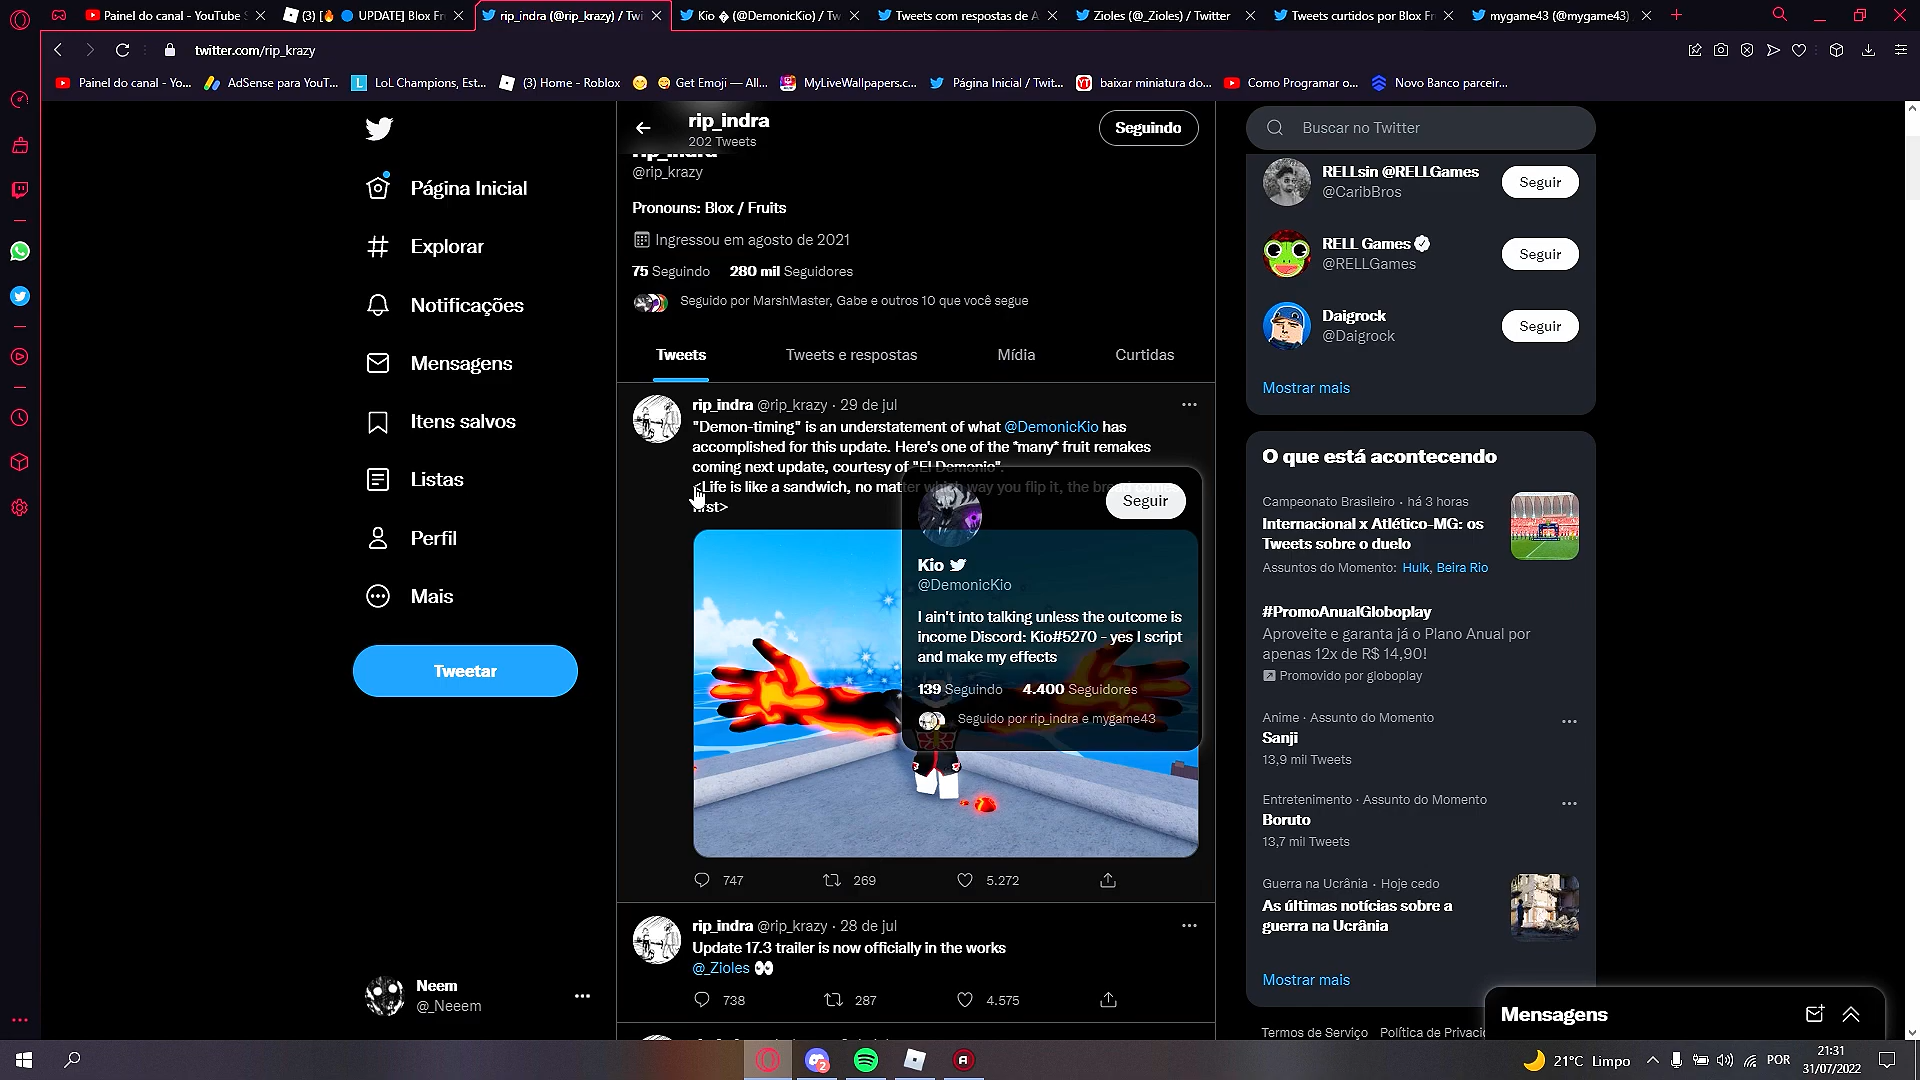 Painel do canal - YouTube S
(3) [🔥 🔵 UPDATE] Blox Fr
rip_indra (@rip_krazy) / Twi
Kio � (@DemonicKio) / Tw
Tweets com respostas de A
Zioles (@_Zioles) / Twitter
Tweets curtidos por Blox Fr
mygame43 (@mygame43)
twitter.com/rip_krazy
Painel do canal - Yo...
AdSense para YouT...
LoL Champions, Est...
(3) Home - Roblox
Get Emoji — All...
MyLiveWallpapers.c...
Página Inicial / Twit...
baixar miniatura do...
Como Programar o...
Novo Banco parceir...
Página Inicial
Explorar
Notificações
Mensagens
Itens salvos
Listas
Perfil
Mais
Tweetar
Neem
@_Neeem
rip_indra
202 Tweets
Seguindo
rip_indra
@rip_krazy
Pronouns: Blox / Fruits
Ingressou em agosto de 2021
75 Seguindo 280 mil Seguidores
Seguido por MarshMaster, Gabe e outros 10 que você segue
Tweets
Tweets e respostas
Mídia
Curtidas
rip_indra @rip_krazy · 29 de jul
"Demon-timing" is an understatement of what @DemonicKio has
accomplished for this update. Here's one of the *many* fruit remakes
coming next update, courtesy of "El Demonio".
<Life is like a sandwich, no matter which way you flip it, the bread comes
first>
Seguir
Kio
@DemonicKio
I ain't into talking unless the outcome is
income Discord: Kio#5270 - yes I script
and make my effects
139 Seguindo 4.400 Seguidores
Seguido por rip_indra e mygame43
747
269
5.272
rip_indra @rip_krazy · 28 de jul
Update 17.3 trailer is now officially in the works
@_Zioles 👀
738
287
4.575
Buscar no Twitter
RELLsin @RELLGames
@CaribBros
Seguir
RELL Games
@RELLGames
Seguir
Daigrock
@Daigrock
Seguir
Mostrar mais
O que está acontecendo
Campeonato Brasileiro · há 3 horas
Internacional x Atlético-MG: os
Tweets sobre o duelo
Assuntos do Momento: Hulk, Beira Rio
#PromoAnualGloboplay
Aproveite e garanta já o Plano Anual por
apenas 12x de R$ 14,90!
Promovido por globoplay
Anime · Assunto do Momento
Sanji
13,9 mil Tweets
Entretenimento · Assunto do Momento
Boruto
13,7 mil Tweets
Guerra na Ucrânia · Hoje cedo
As últimas notícias sobre a
guerra na Ucrânia
Mostrar mais
Termos de Serviço Política de Privaci
Mensagens
21°C Limpo
POR
21:31
31/07/2022